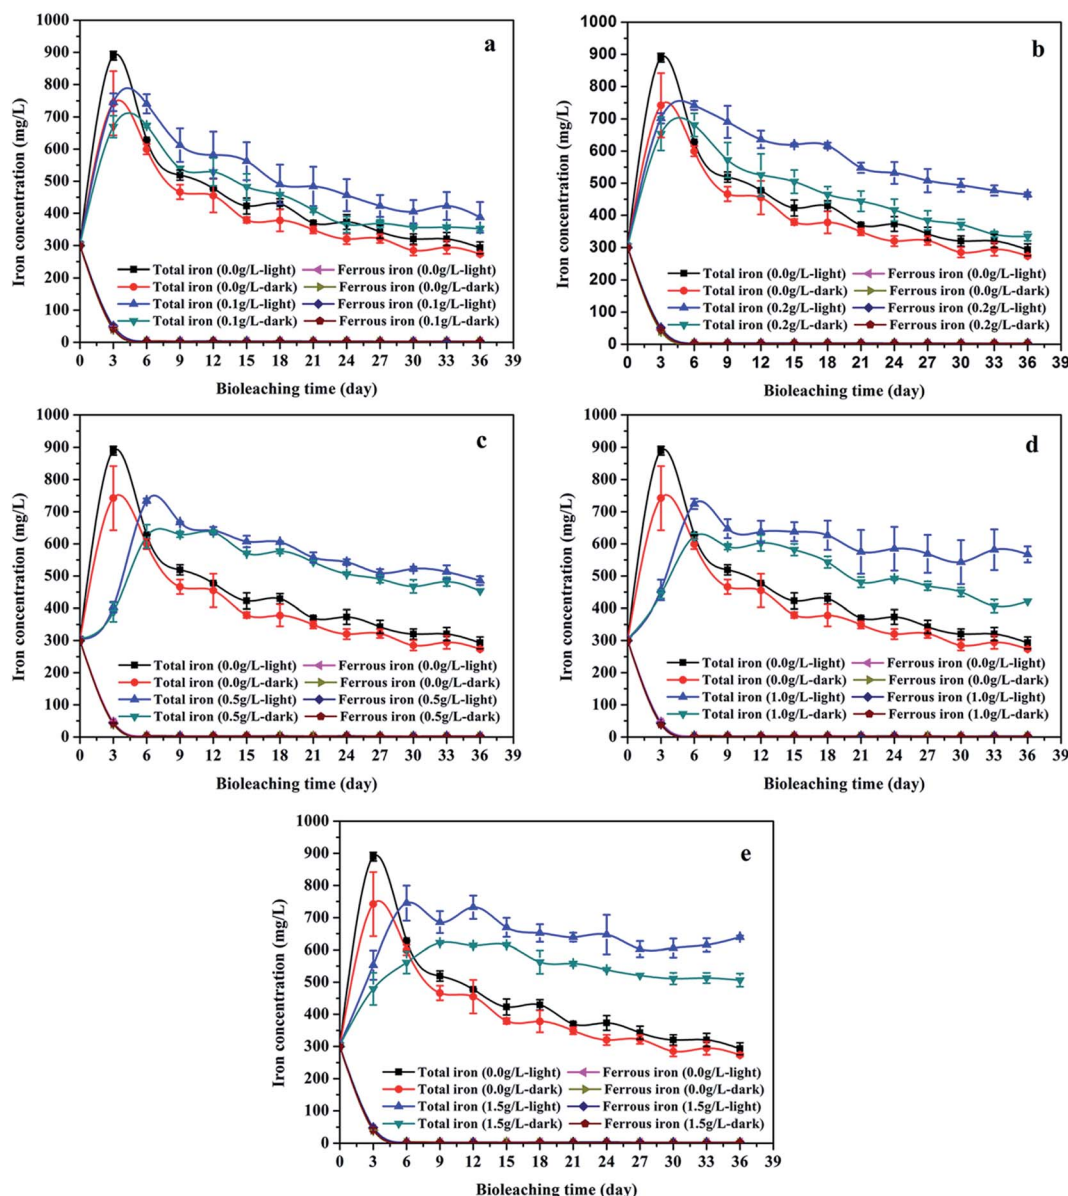 a
Iron concentration (mg/L)
1000
900
800
700
600
500
400
300
200
100
0
Total iron (0.0g/L-light) Ferrous iron (0.0g/L-light)
Total iron (0.0g/L-dark) Ferrous iron (0.0g/L-dark)
Total iron (0.1g/L-light) Ferrous iron (0.1g/L-light)
Total iron (0.1g/L-dark) Ferrous iron (0.1g/L-dark)
0 3 6 9 12 15 18 21 24 27 30 33 36 39
Bioleaching time (day)
b
Iron concentration (mg/L)
1000
900
800
700
600
500
400
300
200
100
0
Total iron (0.0g/L-light) Ferrous iron (0.0g/L-light)
Total iron (0.0g/L-dark) Ferrous iron (0.0g/L-dark)
Total iron (0.2g/L-light) Ferrous iron (0.2g/L-light)
Total iron (0.2g/L-dark) Ferrous iron (0.2g/L-dark)
0 3 6 9 12 15 18 21 24 27 30 33 36 39
Bioleaching time (day)
c
Iron concentration (mg/L)
1000
900
800
700
600
500
400
300
200
100
0
Total iron (0.0g/L-light) Ferrous iron (0.0g/L-light)
Total iron (0.0g/L-dark) Ferrous iron (0.0g/L-dark)
Total iron (0.5g/L-light) Ferrous iron (0.5g/L-light)
Total iron (0.5g/L-dark) Ferrous iron (0.5g/L-dark)
0 3 6 9 12 15 18 21 24 27 30 33 36 39
Bioleaching time (day)
d
Iron concentration (mg/L)
1000
900
800
700
600
500
400
300
200
100
0
Total iron (0.0g/L-light) Ferrous iron (0.0g/L-light)
Total iron (0.0g/L-dark) Ferrous iron (0.0g/L-dark)
Total iron (1.0g/L-light) Ferrous iron (1.0g/L-light)
Total iron (1.0g/L-dark) Ferrous iron (1.0g/L-dark)
0 3 6 9 12 15 18 21 24 27 30 33 36 39
Bioleaching time (day)
e
Iron concentration (mg/L)
1000
900
800
700
600
500
400
300
200
100
0
Total iron (0.0g/L-light) Ferrous iron (0.0g/L-light)
Total iron (0.0g/L-dark) Ferrous iron (0.0g/L-dark)
Total iron (1.5g/L-light) Ferrous iron (1.5g/L-light)
Total iron (1.5g/L-dark) Ferrous iron (1.5g/L-dark)
0 3 6 9 12 15 18 21 24 27 30 33 36 39
Bioleaching time (day)